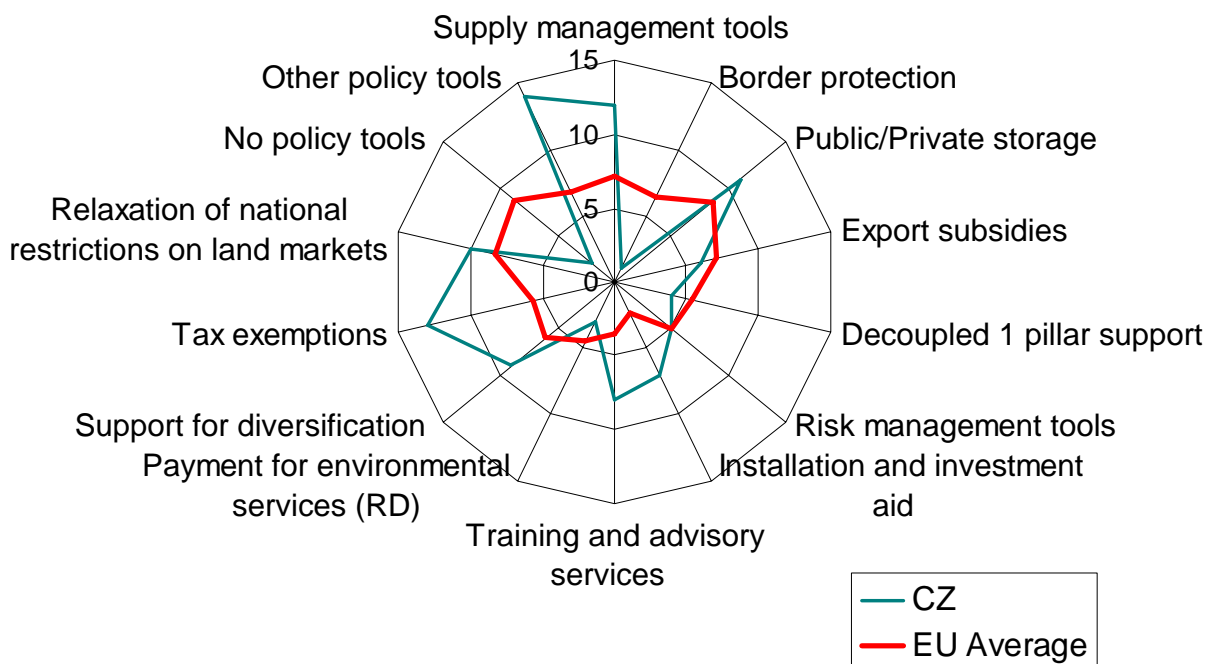 Supply management tools
15
Other policy tools
Border protection
No policy tools
10
Public/Private storage
Relaxation of national
restrictions on land markets
5
Export subsidies
0
Tax exemptions
Decoupled 1 pillar support
Support for diversification
Risk management tools
Payment for environmental
services (RD)
Installation and investment
aid
Training and advisory
services
CZ
EU Average